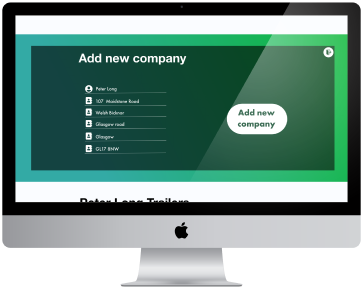 Add new company
Peter Long
107 Maidstone Road
Welsh Bicknor
Glasgow road
Glasgow
GL17 8NW
Add new
company
Peter Long Trailers